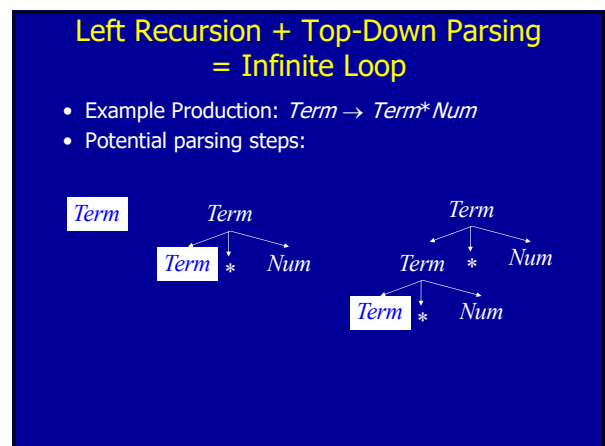 Left Recursion + Top-Down Parsing
= Infinite Loop
• Example Production: Term → Term*Num
• Potential parsing steps:
Term
Term
Term * Num
Term
Term * Num
Term * Num